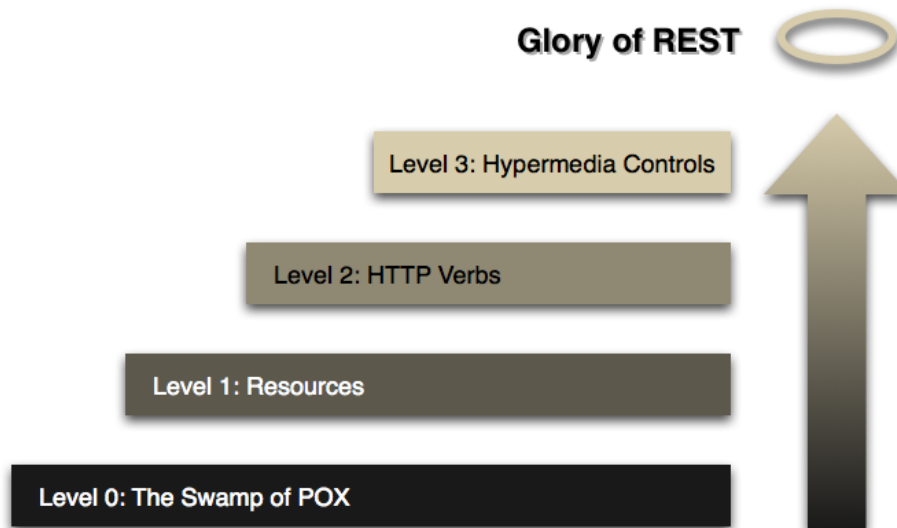 Glory of REST
Level 3: Hypermedia Controls
Level 2: HTTP Verbs
Level 1: Resources
Level 0: The Swamp of POX